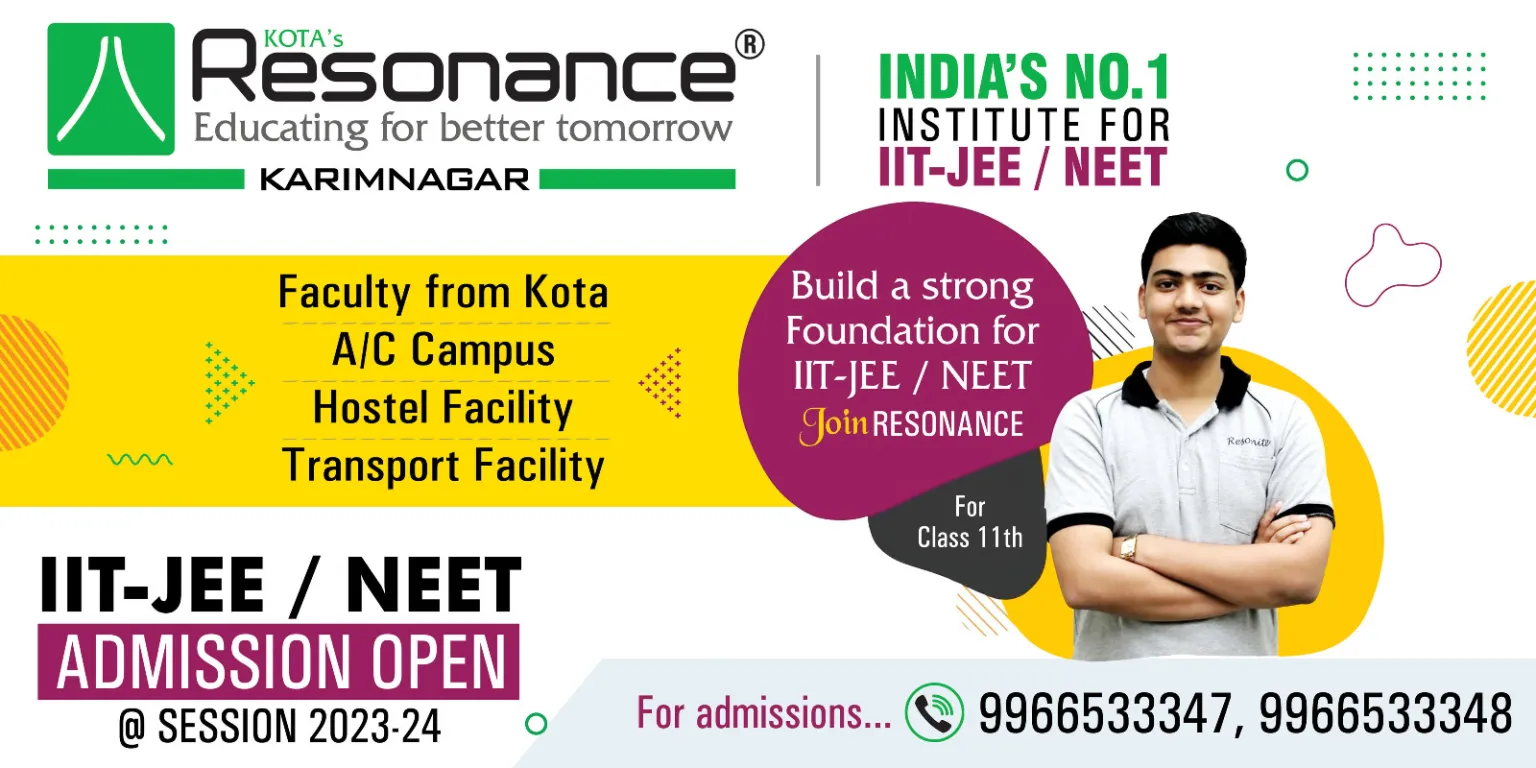 KOTA's
Resonance®
Educating for better tomorrow
KARIMNAGAR
INDIA'S NO.1
INSTITUTE FOR
IIT-JEE / NEET
Faculty from Kota
A/C Campus
Hostel Facility
Transport Facility
Build a strong
Foundation for
IIT-JEE / NEET
Join RESONANCE
For
Class 11th
Resonite
IIT-JEE / NEET
ADMISSION OPEN
@ SESSION 2023-24
For admissions... 9966533347, 9966533348